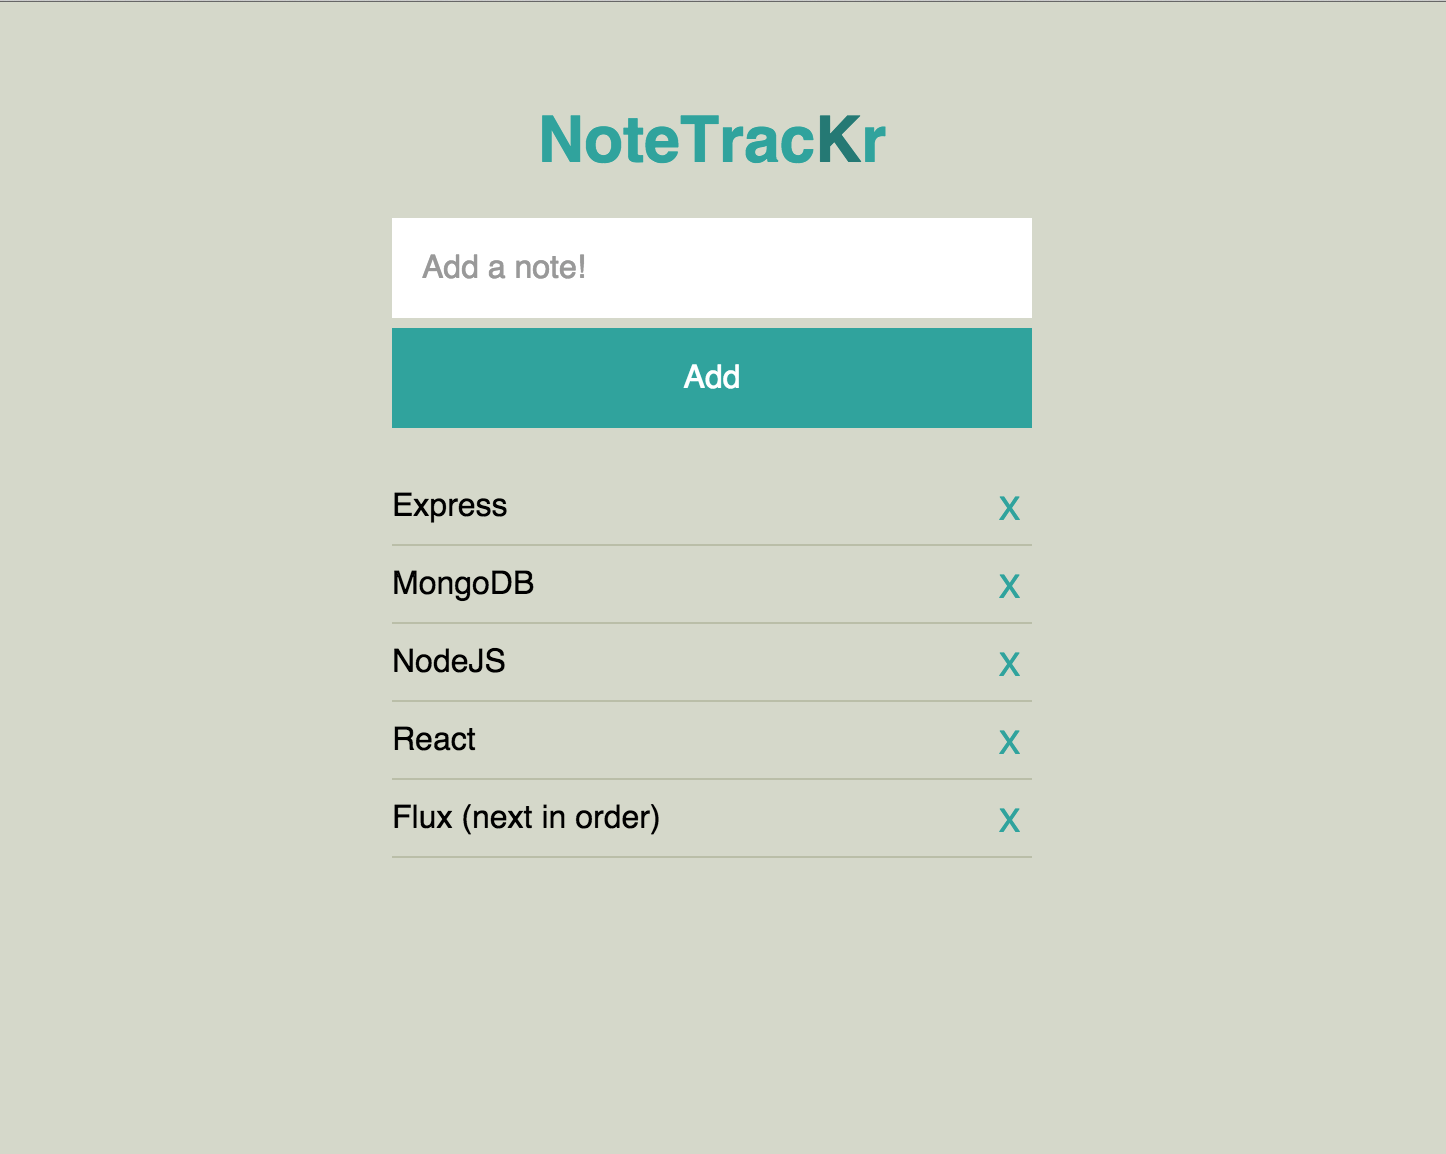 NoteTracKr
Add a note!
Add
Express X
MongoDB X
NodeJS X
React X
Flux (next in order) X